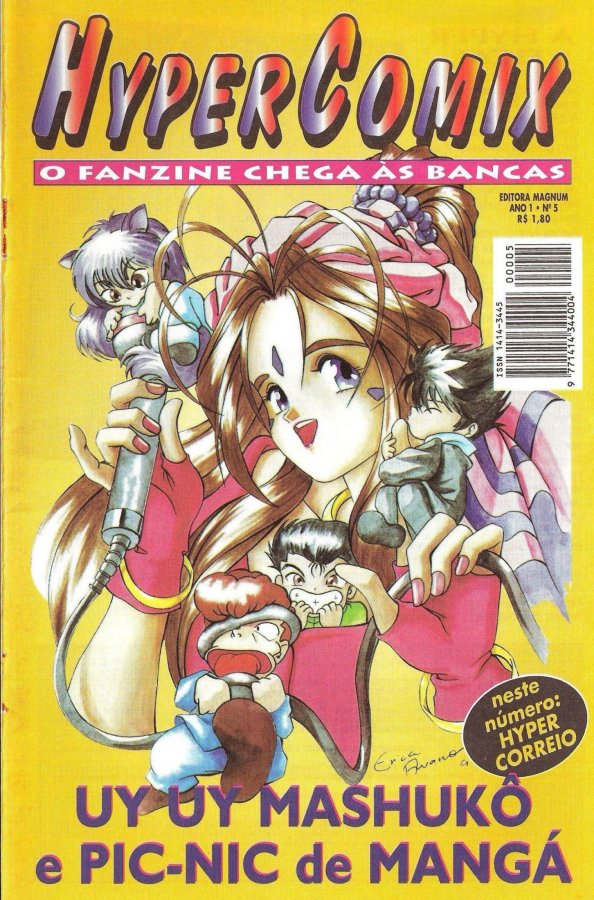 HYPERCOMIX
O FANZINE CHEGA ÀS BANCAS
EDITORA MAGNUM
ANO 1 • Nº 5
R$ 1,80
00005
ISSN 1414-3445
9 771414 344004
neste
número:
HYPER
CORREIO
Erica
Awano
UY UY MASHUKÔ
e PIC-NIC de MANGÁ